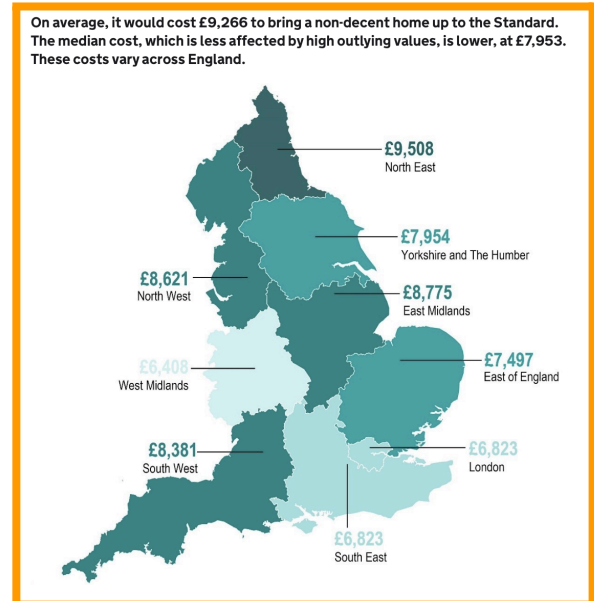 On average, it would cost £9,266 to bring a non-decent home up to the Standard.
The median cost, which is less affected by high outlying values, is lower, at £7,953.
These costs vary across England.
£9,508
North East
£7,954
Yorkshire and The Humber
£8,621
North West
£8,775
East Midlands
£7,497
East of England
£6,408
West Midlands
£8,381
South West
£6,823
London
£6,823
South East